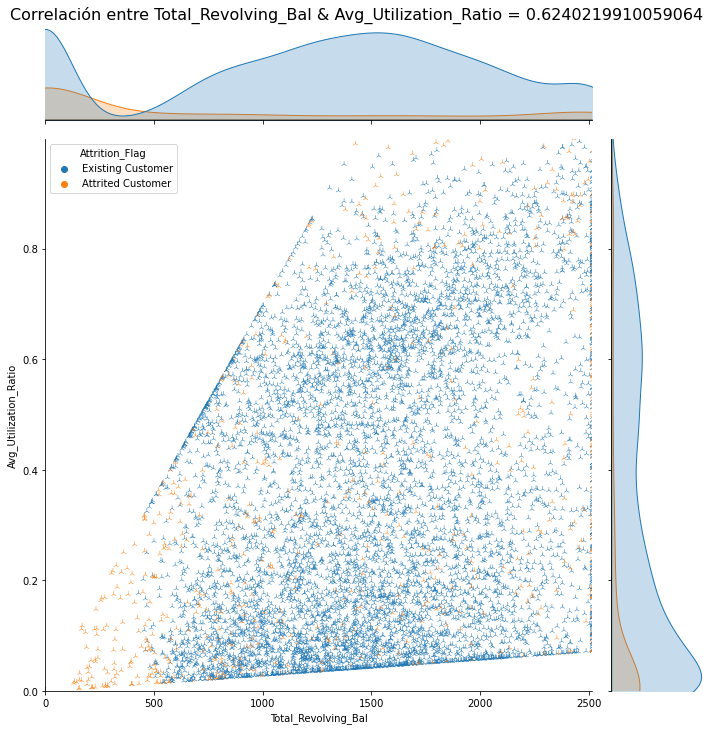 Correlación entre Total_Revolving_Bal & Avg_Utilization_Ratio = 0.6240219910059064
Attrition_Flag
Existing Customer
Attrited Customer
0.8
0.6
0.4
0.2
0.0
Avg_Utilization_Ratio
0 500 1000 1500 2000 2500
Total_Revolving_Bal